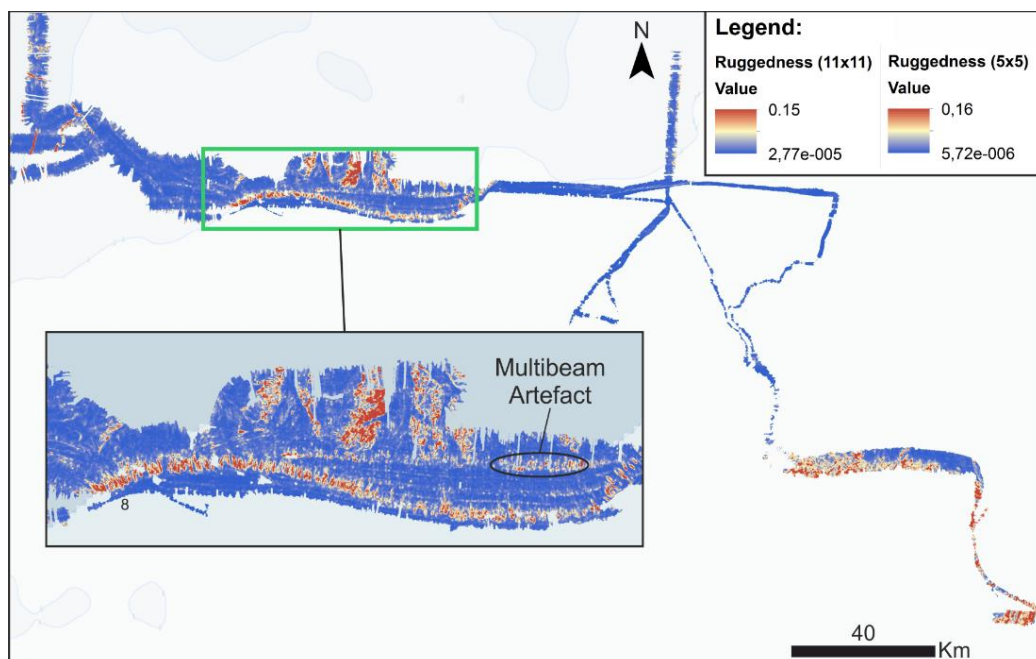 N
Legend:
Ruggedness (11x11) Ruggedness (5x5)
Value Value
0.15 0,16
2,77e-005 5,72e-006
Multibeam
Artefact
8
40
Km